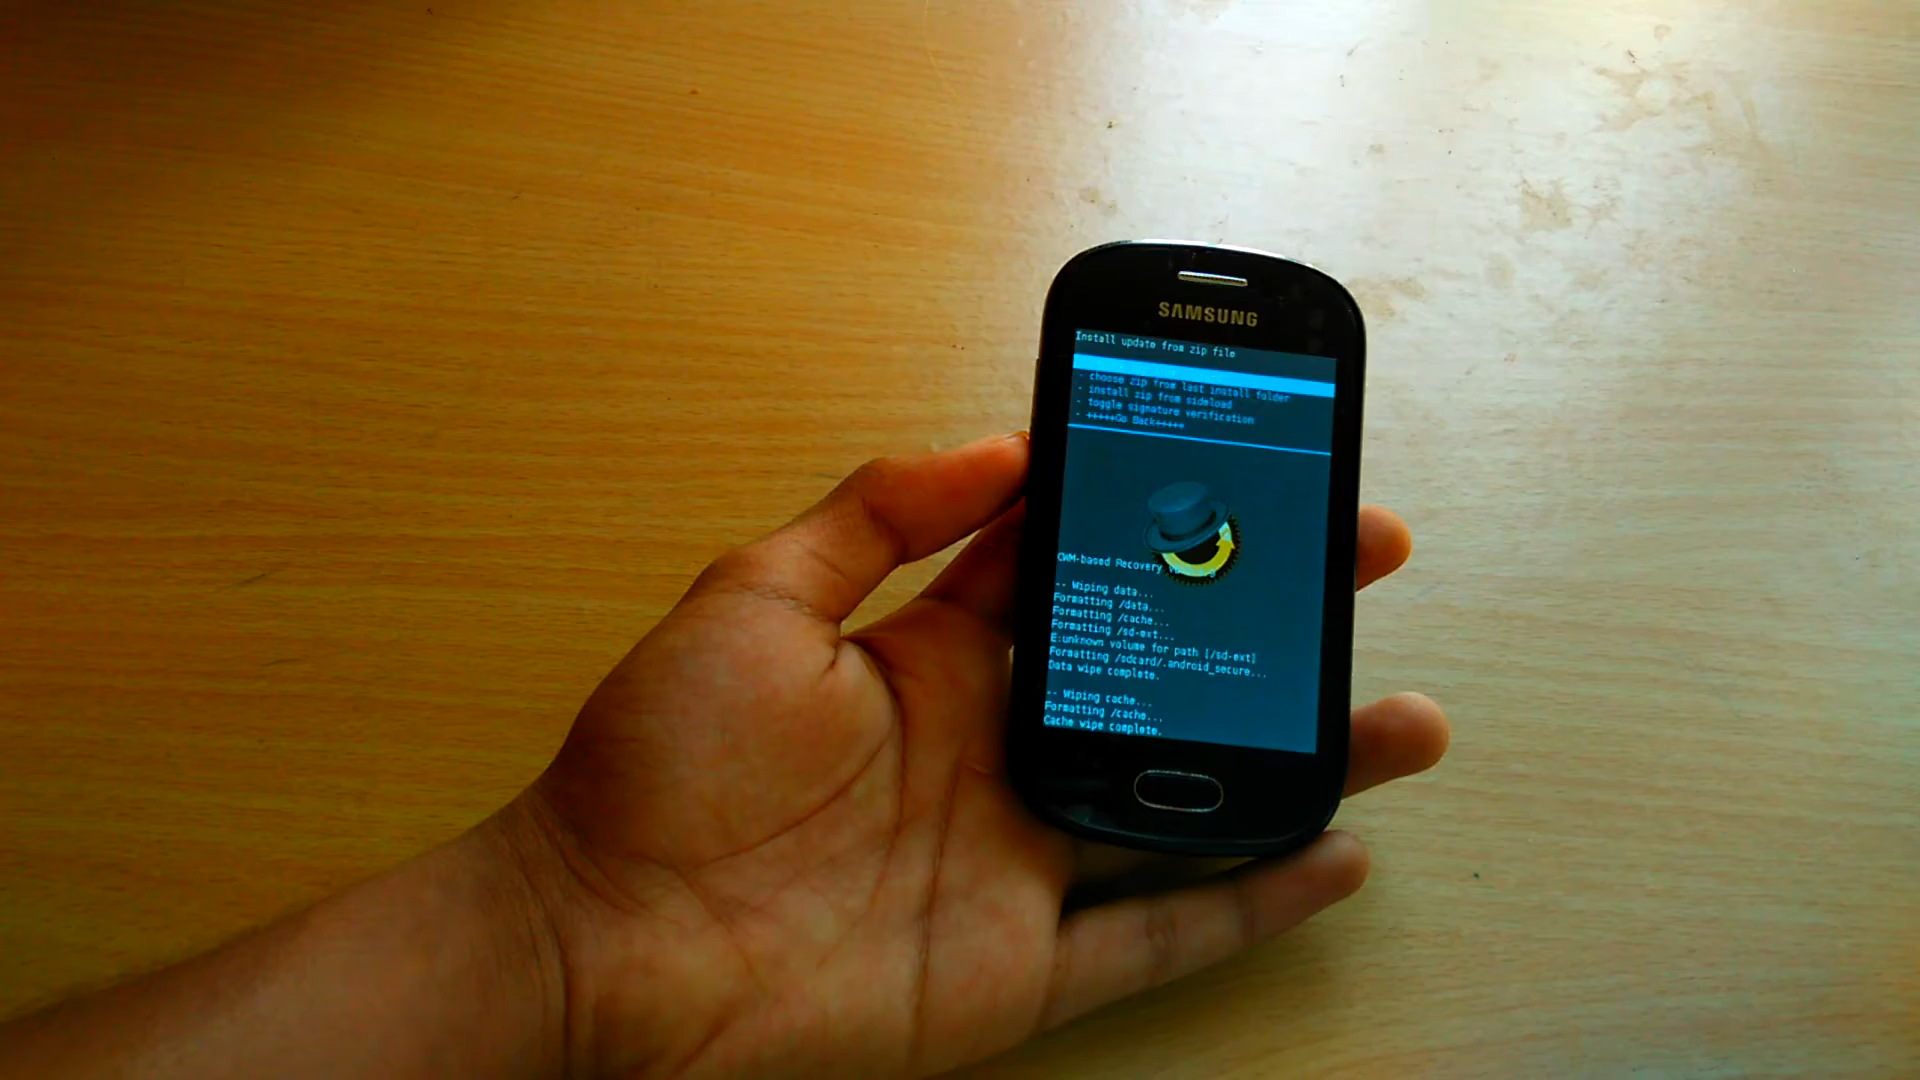 SAMSUNG
Install update from zip file
- choose zip from last install folder
- install zip from sideload
- toggle signature verification
- +++++Go Back+++++
CWM-based Recovery
-- Wiping data...
Formatting /data...
Formatting /cache...
Formatting /sd-ext...
E:unknown volume for path [/sd-ext]
Formatting /sdcard/.android_secure...
Data wipe complete.
-- Wiping cache...
Formatting /cache...
Cache wipe complete.